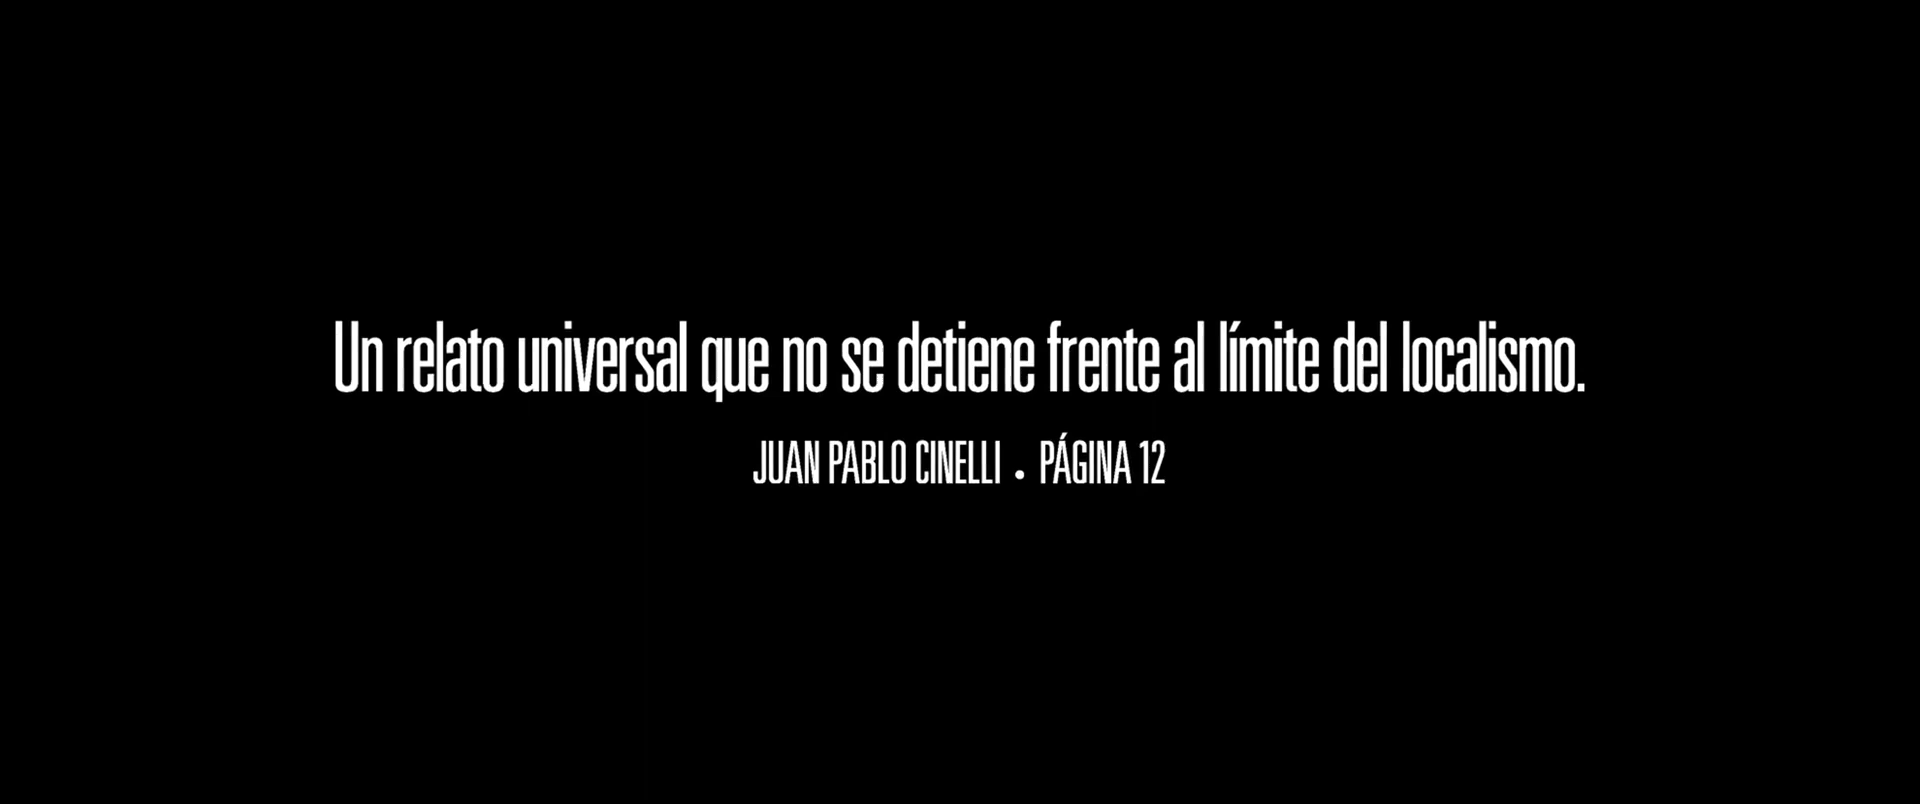 Un relato universal que no se detiene frente al límite del localismo.
JUAN PABLO CINELLI . PÁGINA 12